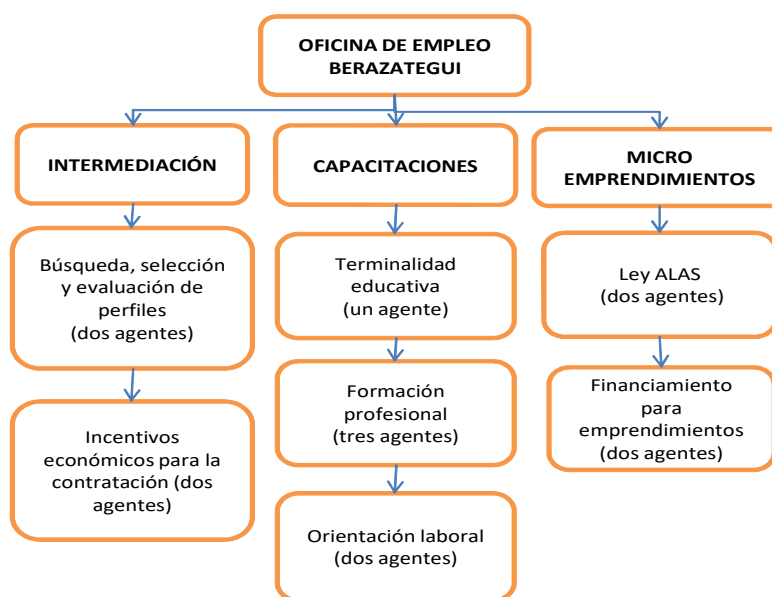 OFICINA DE EMPLEO
BERAZATEGUI
INTERMEDIACIÓN
CAPACITACIONES
MICRO
EMPRENDIMIENTOS
Búsqueda, selección
y evaluación de
perfiles
(dos agentes)
Terminalidad
educativa
(un agente)
Ley ALAS
(dos agentes)
Incentivos
económicos para la
contratación (dos
agentes)
Formación
profesional
(tres agentes)
Financiamiento
para
emprendimientos
(dos agentes)
Orientación laboral
(dos agentes)